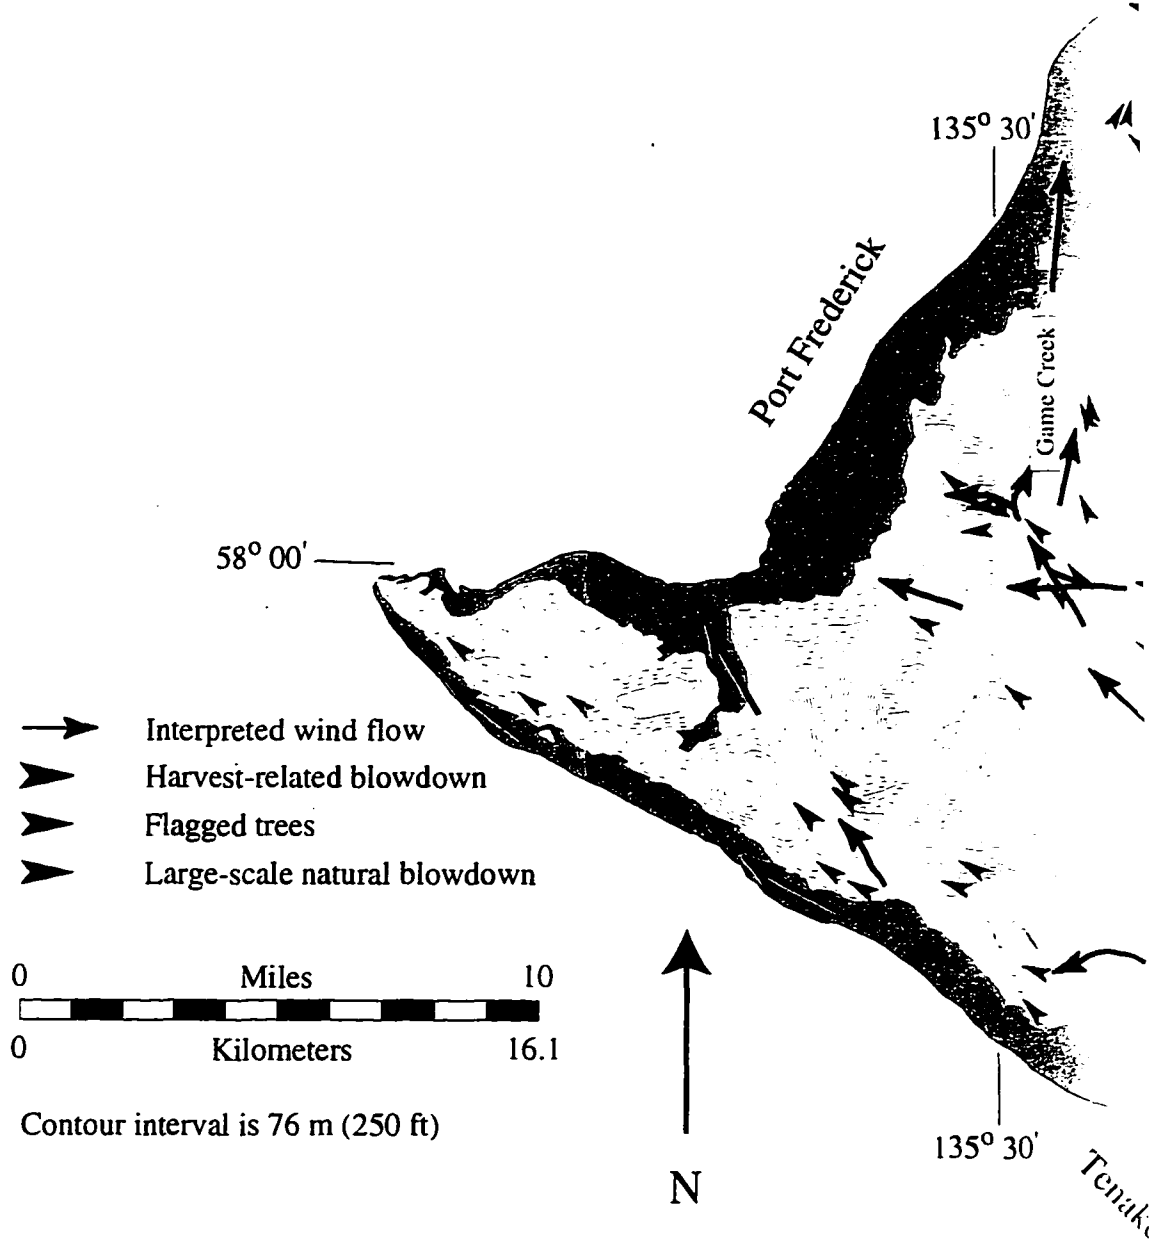 135° 30'
Port Frederick
Game Creek
58° 00'
Interpreted wind flow
Harvest-related blowdown
Flagged trees
Large-scale natural blowdown
0 Miles 10
0 Kilometers 16.1
Contour interval is 76 m (250 ft)
N
135° 30'